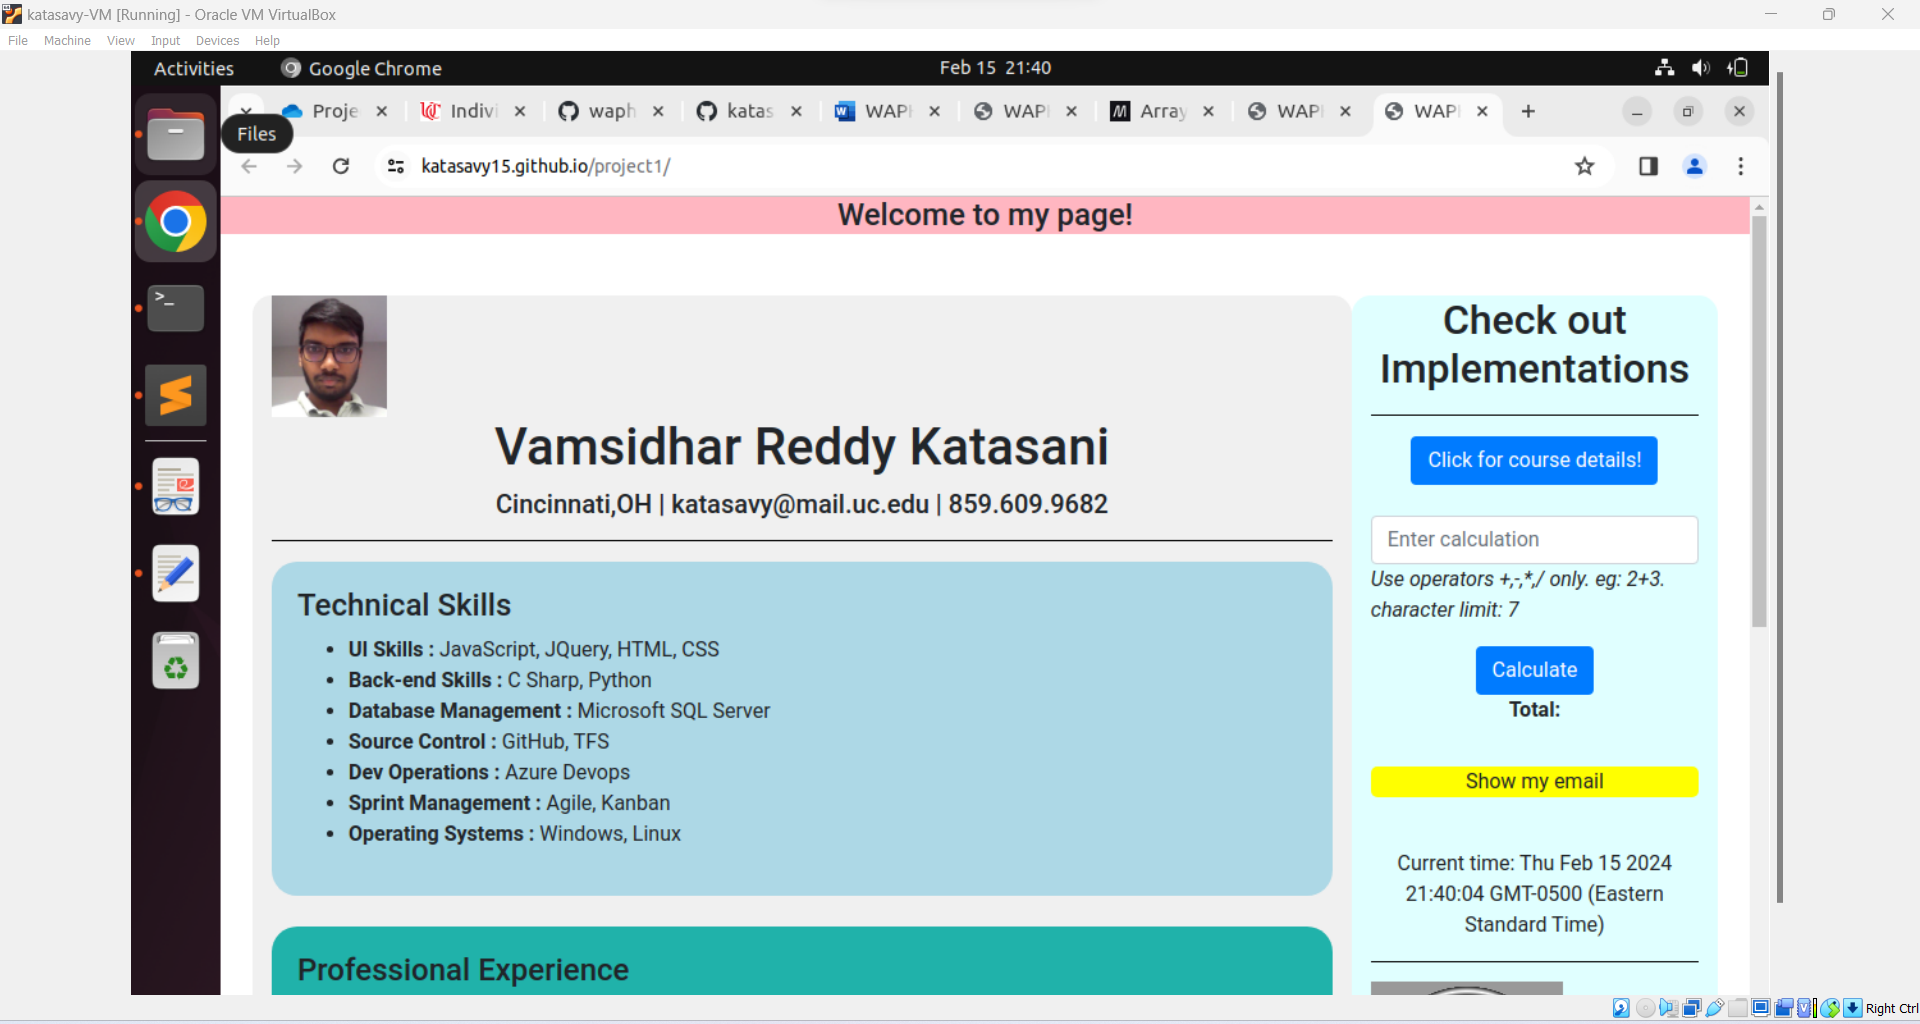 katasavy-VM [Running] - Oracle VM VirtualBox
File Machine View Input Devices Help
Activities Google Chrome Feb 15 21:40
Proje Indivi waph katas WAPH WAPH Array WAPH WAPH
Files
katasavy15.github.io/project1/
Welcome to my page!
Vamsidhar Reddy Katasani
Cincinnati,OH | katasavy@mail.uc.edu | 859.609.9682
Technical Skills
• UI Skills : JavaScript, JQuery, HTML, CSS
• Back-end Skills : C Sharp, Python
• Database Management : Microsoft SQL Server
• Source Control : GitHub, TFS
• Dev Operations : Azure Devops
• Sprint Management : Agile, Kanban
• Operating Systems : Windows, Linux
Professional Experience
Check out
Implementations
Click for course details!
Enter calculation
Use operators +,-,*,/ only. eg: 2+3.
character limit: 7
Calculate
Total:
Show my email
Current time: Thu Feb 15 2024
21:40:04 GMT-0500 (Eastern
Standard Time)
Right Ctrl